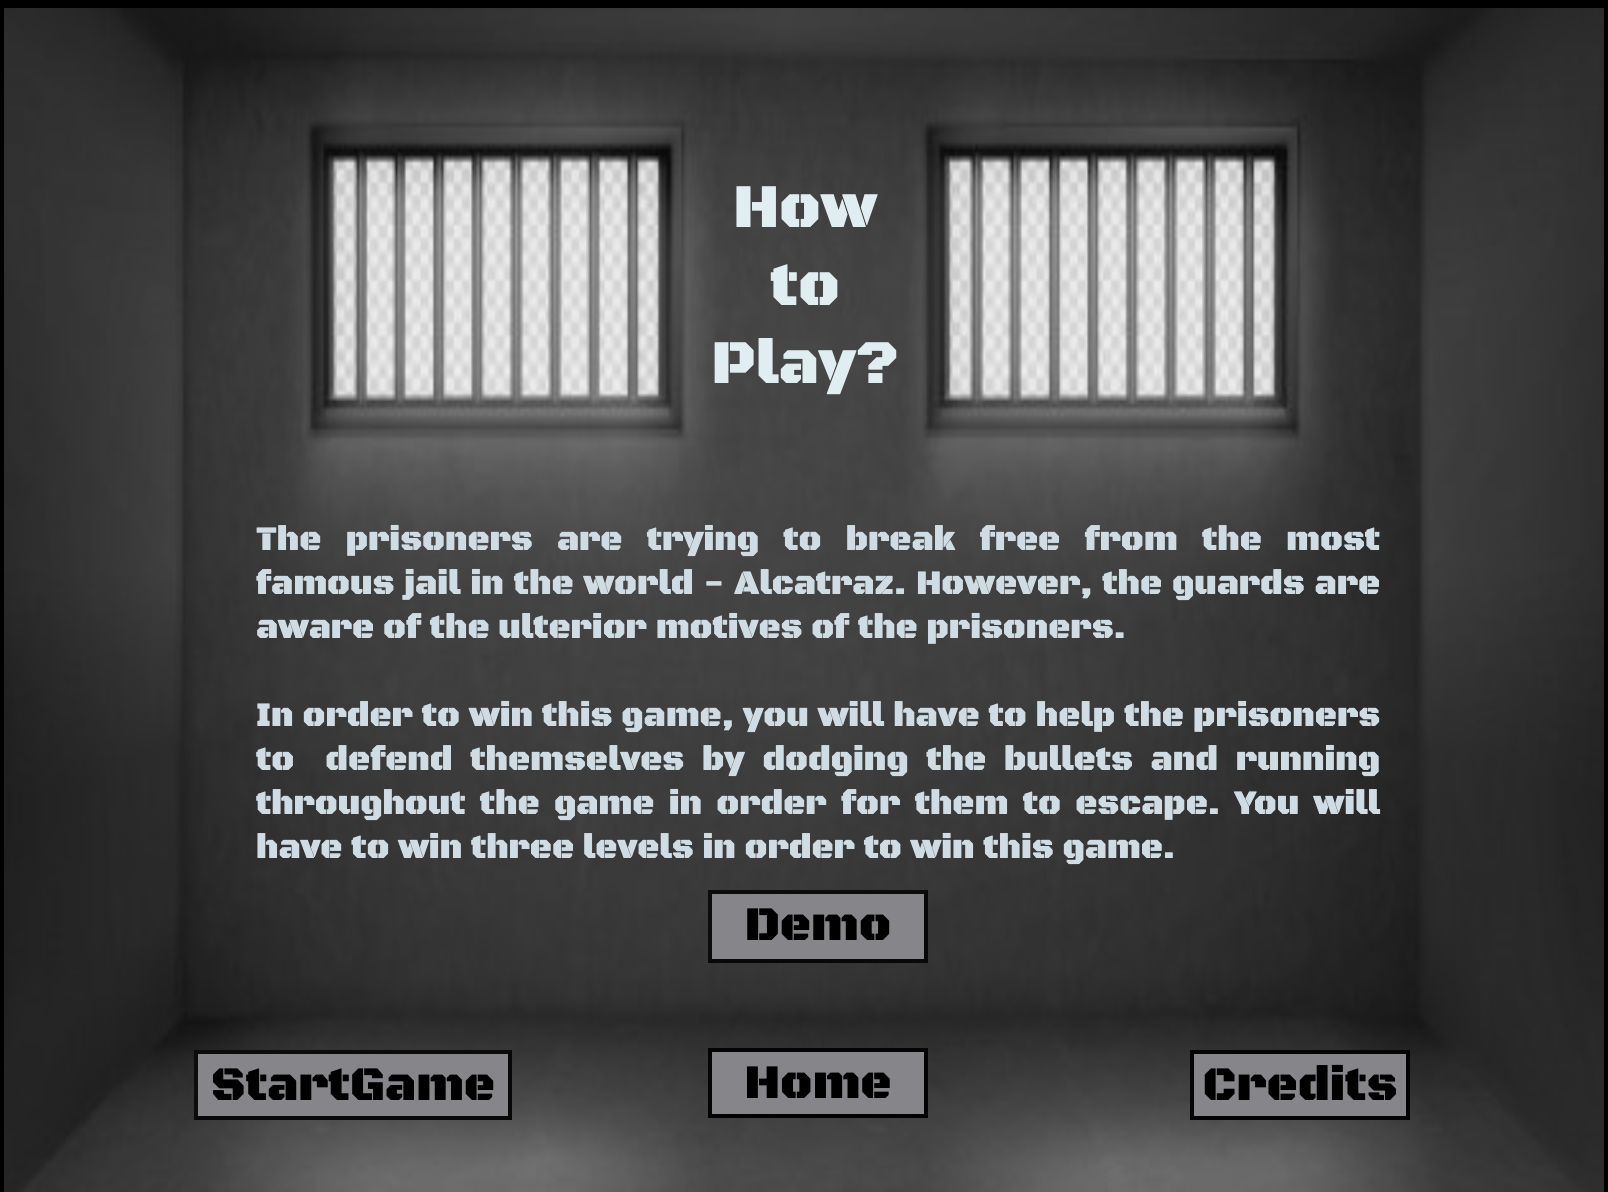 How
to
Play?
The prisoners are trying to break free from the most
famous jail in the world - Alcatraz. However, the guards are
aware of the ulterior motives of the prisoners.
In order to win this game, you will have to help the prisoners
to defend themselves by dodging the bullets and running
throughout the game in order for them to escape. You will
have to win three levels in order to win this game.
Demo
StartGame
Home
Credits